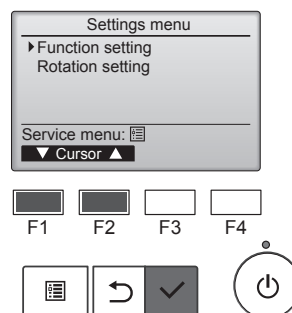 Settings menu
Function setting
Rotation setting
Service menu:
▼ Cursor ▲
F1 F2 F3 F4